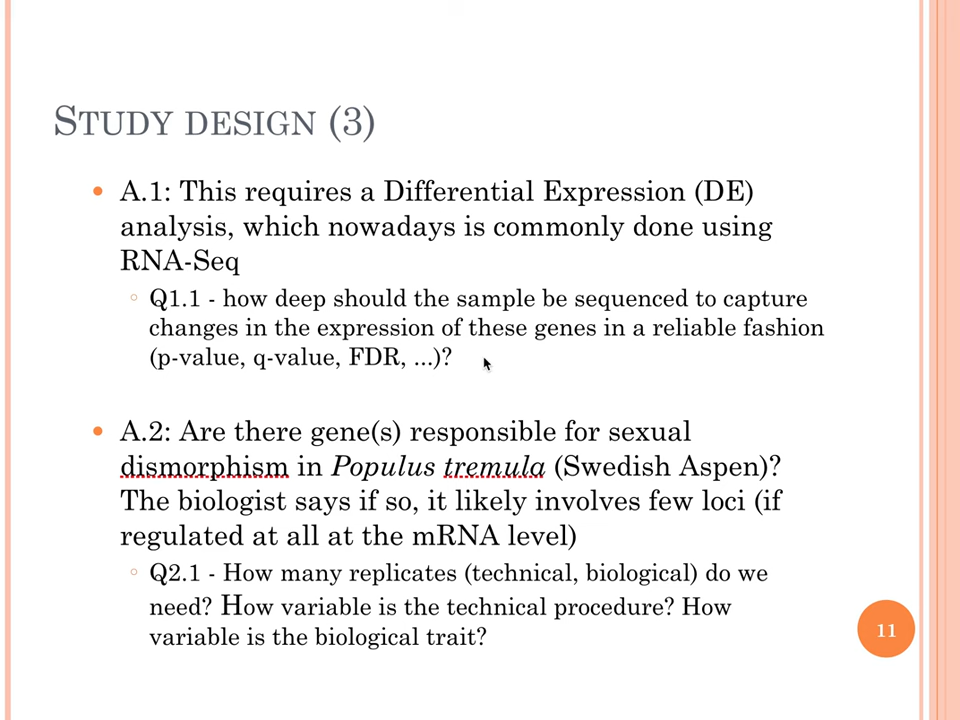 STUDY DESIGN (3)
• A.1: This requires a Differential Expression (DE)
analysis, which nowadays is commonly done using
RNA-Seq
◦ Q1.1 - how deep should the sample be sequenced to capture
changes in the expression of these genes in a reliable fashion
(p-value, q-value, FDR, ...)?
• A.2: Are there gene(s) responsible for sexual
dismorphism in Populus tremula (Swedish Aspen)?
The biologist says if so, it likely involves few loci (if
regulated at all at the mRNA level)
◦ Q2.1 - How many replicates (technical, biological) do we
need? How variable is the technical procedure? How
variable is the biological trait?
11